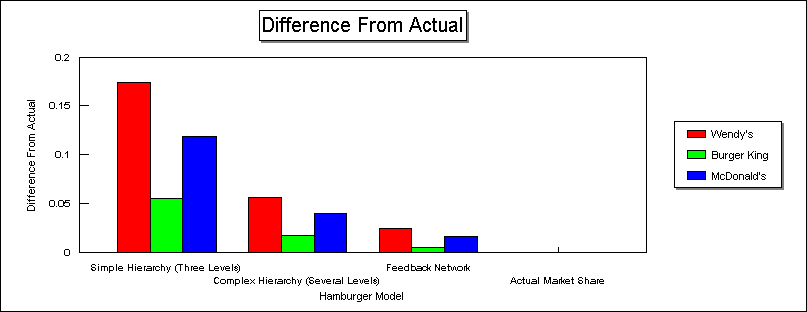 Difference From Actual
0.2
0.15
0.1
0.05
0
Difference From Actual
Wendy's
Burger King
McDonald's
Simple Hierarchy (Three Levels)
Feedback Network
Complex Hierarchy (Several Levels)
Actual Market Share
Hamburger Model